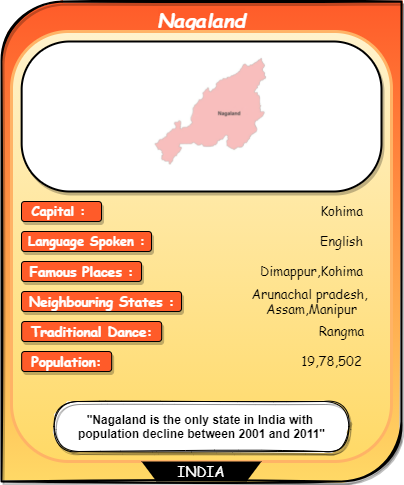 Nagaland
Nagaland
Capital :
Kohima
Language Spoken :
English
Famous Places :
Dimappur,Kohima
Neighbouring States :
Arunachal pradesh,
Assam,Manipur
Traditional Dance:
Rangma
Population:
19,78,502
"Nagaland is the only state in India with
population decline between 2001 and 2011"
INDIA